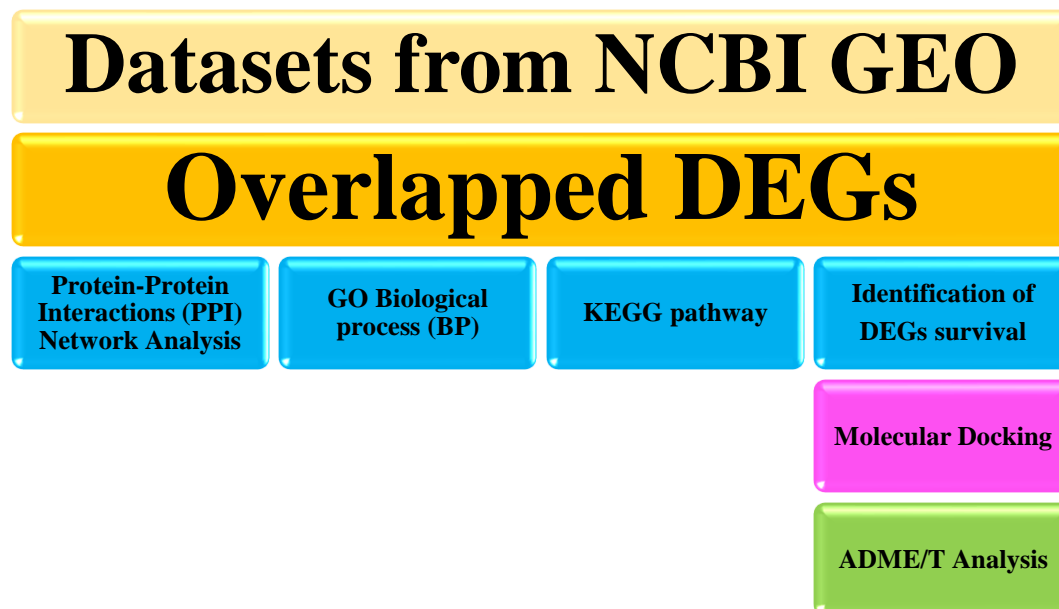 Datasets from NCBI GEO
Overlapped DEGs
Protein-Protein
Interactions (PPI)
Network Analysis
GO Biological
process (BP)
KEGG pathway
Identification of
DEGs survival
Molecular Docking
ADME/T Analysis